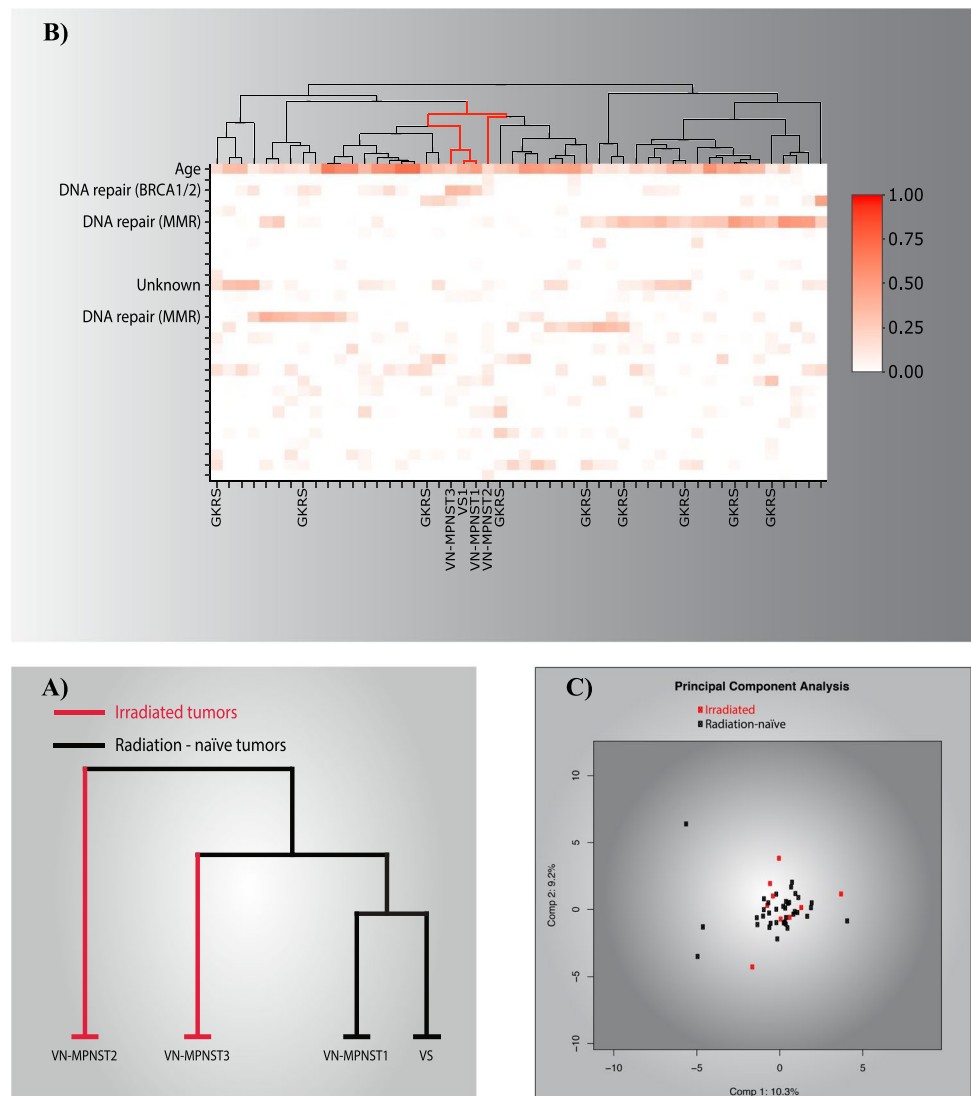 B)
Age
DNA repair (BRCA1/2)
DNA repair (MMR)
Unknown
DNA repair (MMR)
1.00
0.75
0.50
0.25
0.00
GKRS
GKRS
GKRS
VN-MPNST3
VS1
VN-MPNST1
VN-MPNST2
GKRS
GKRS
GKRS
GKRS
GKRS
GKRS
A)
Irradiated tumors
Radiation - naïve tumors
VN-MPNST2
VN-MPNST3
VN-MPNST1
VS
C)
Principal Component Analysis
Irradiated
Radiation-naïve
Comp 2: 9.2%
10
5
0
−5
−10
−10
−5
0
5
Comp 1: 10.3%